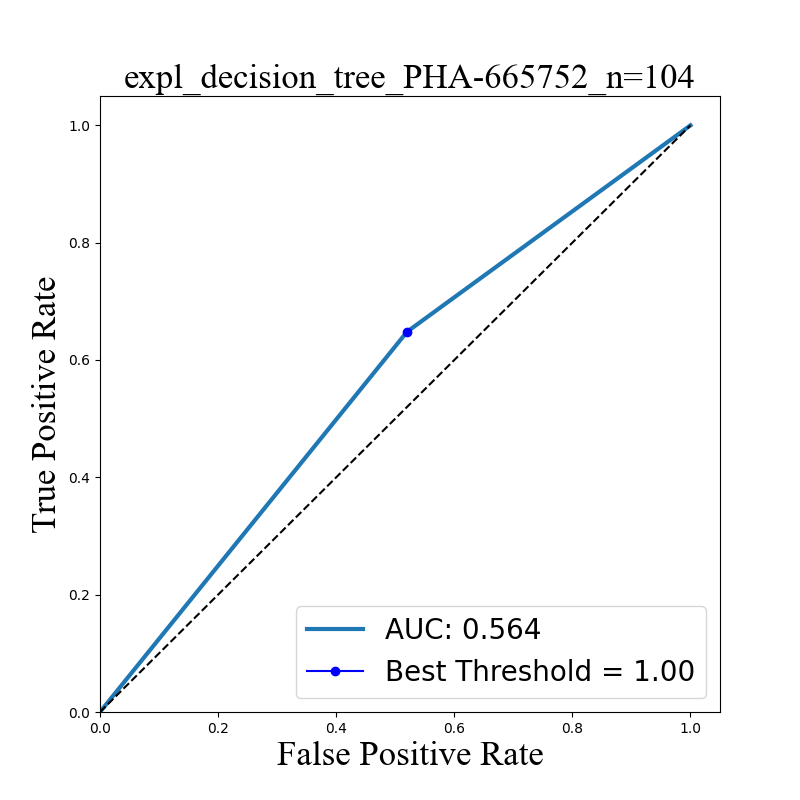 expl_decision_tree_PHA-665752_n=104
True Positive Rate
1.0
0.8
0.6
0.4
0.2
0.0
AUC: 0.564
Best Threshold = 1.00
0.0 0.2 0.4 0.6 0.8 1.0
False Positive Rate